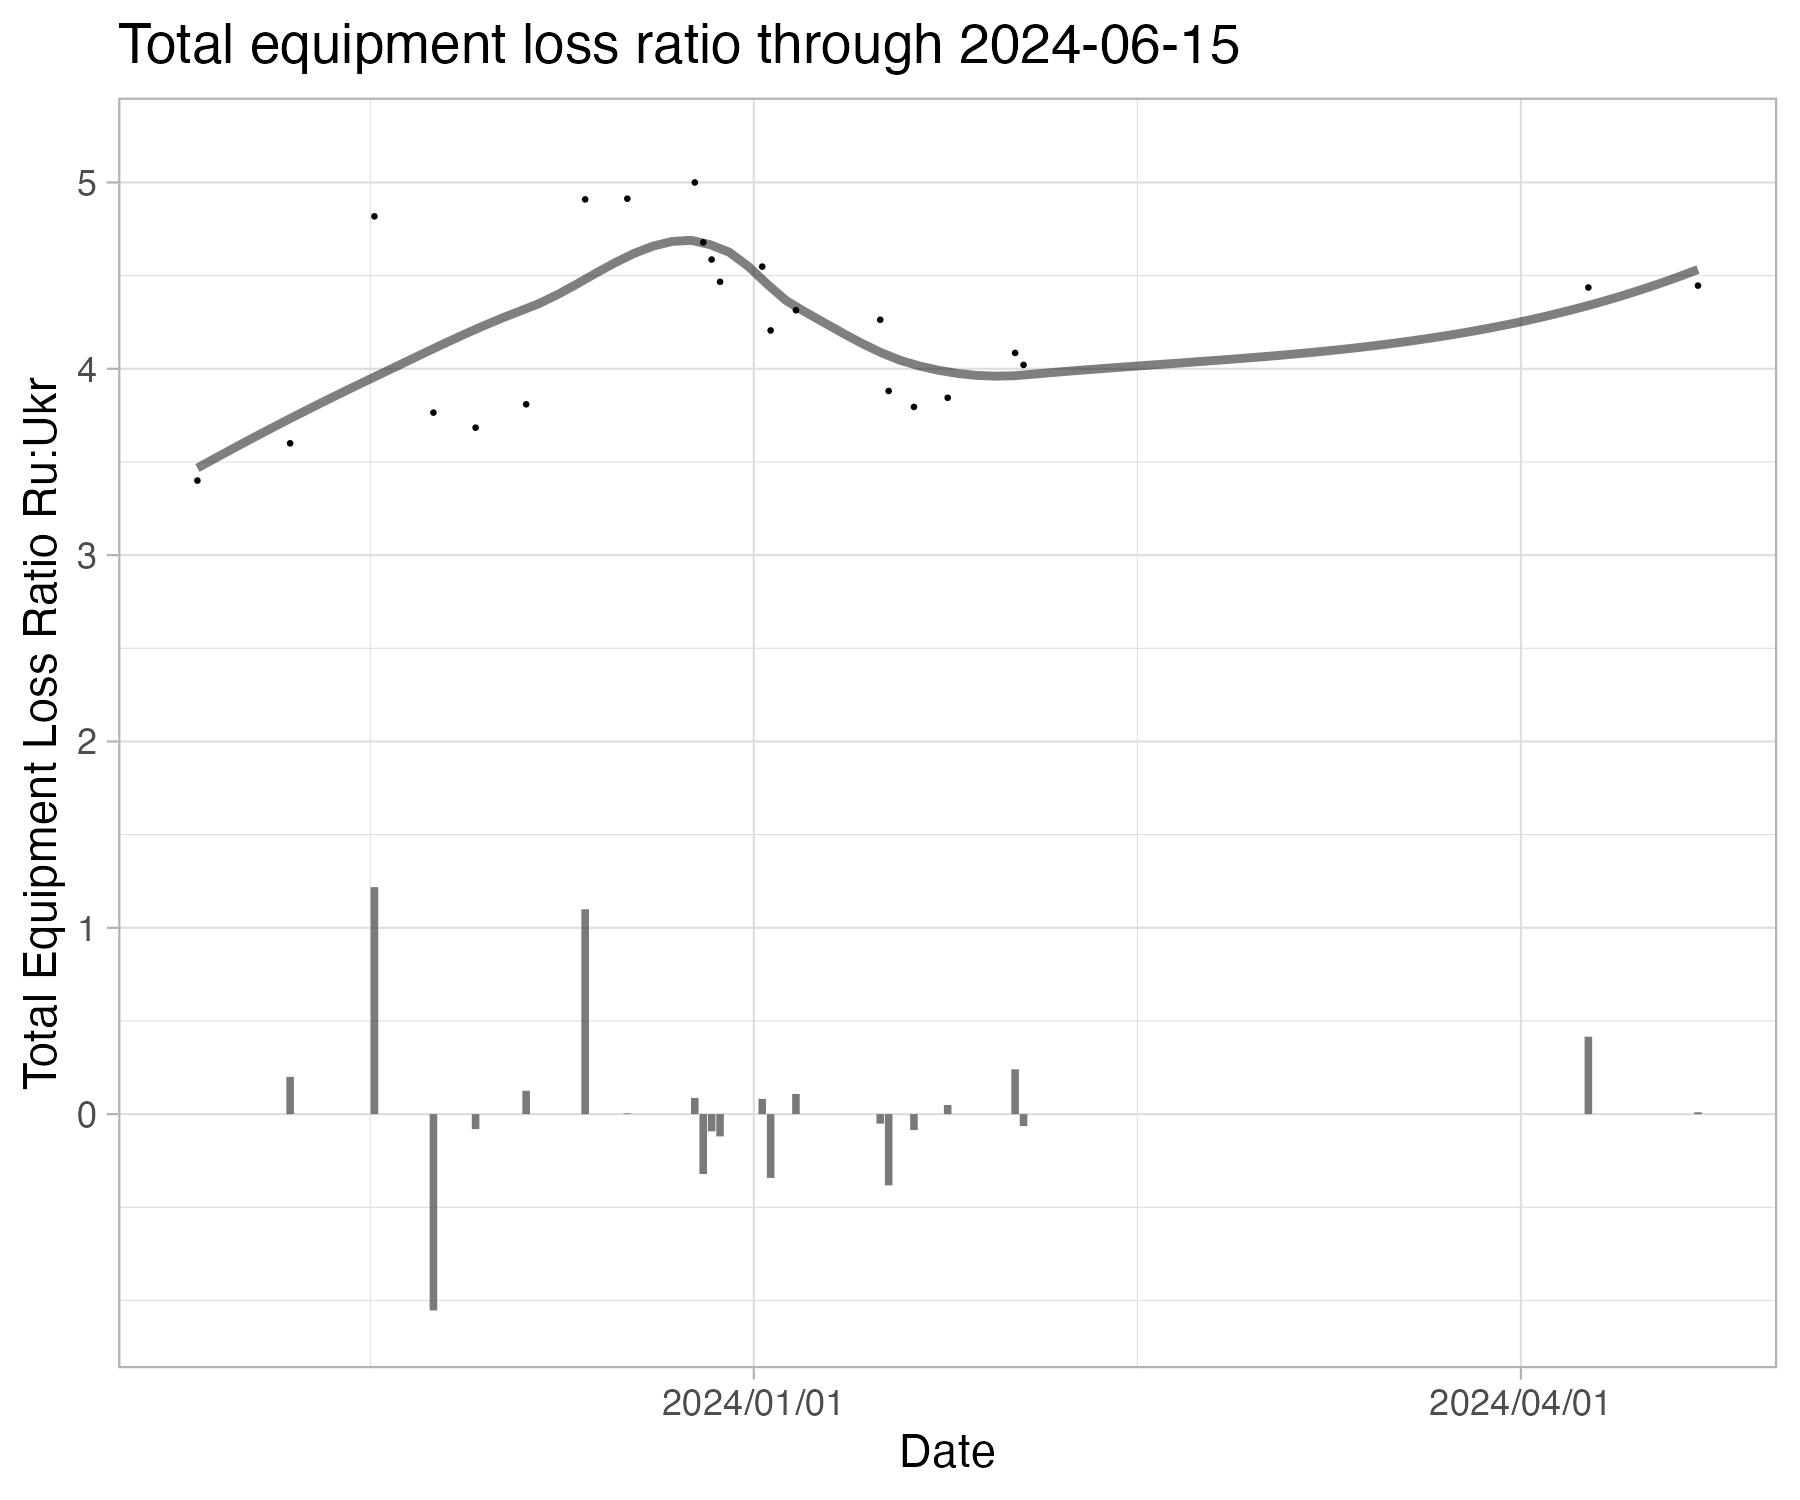 Total equipment loss ratio through 2024-06-15
Total Equipment Loss Ratio Ru:Ukr
5
4
3
2
1
0
2024/01/01
2024/04/01
Date